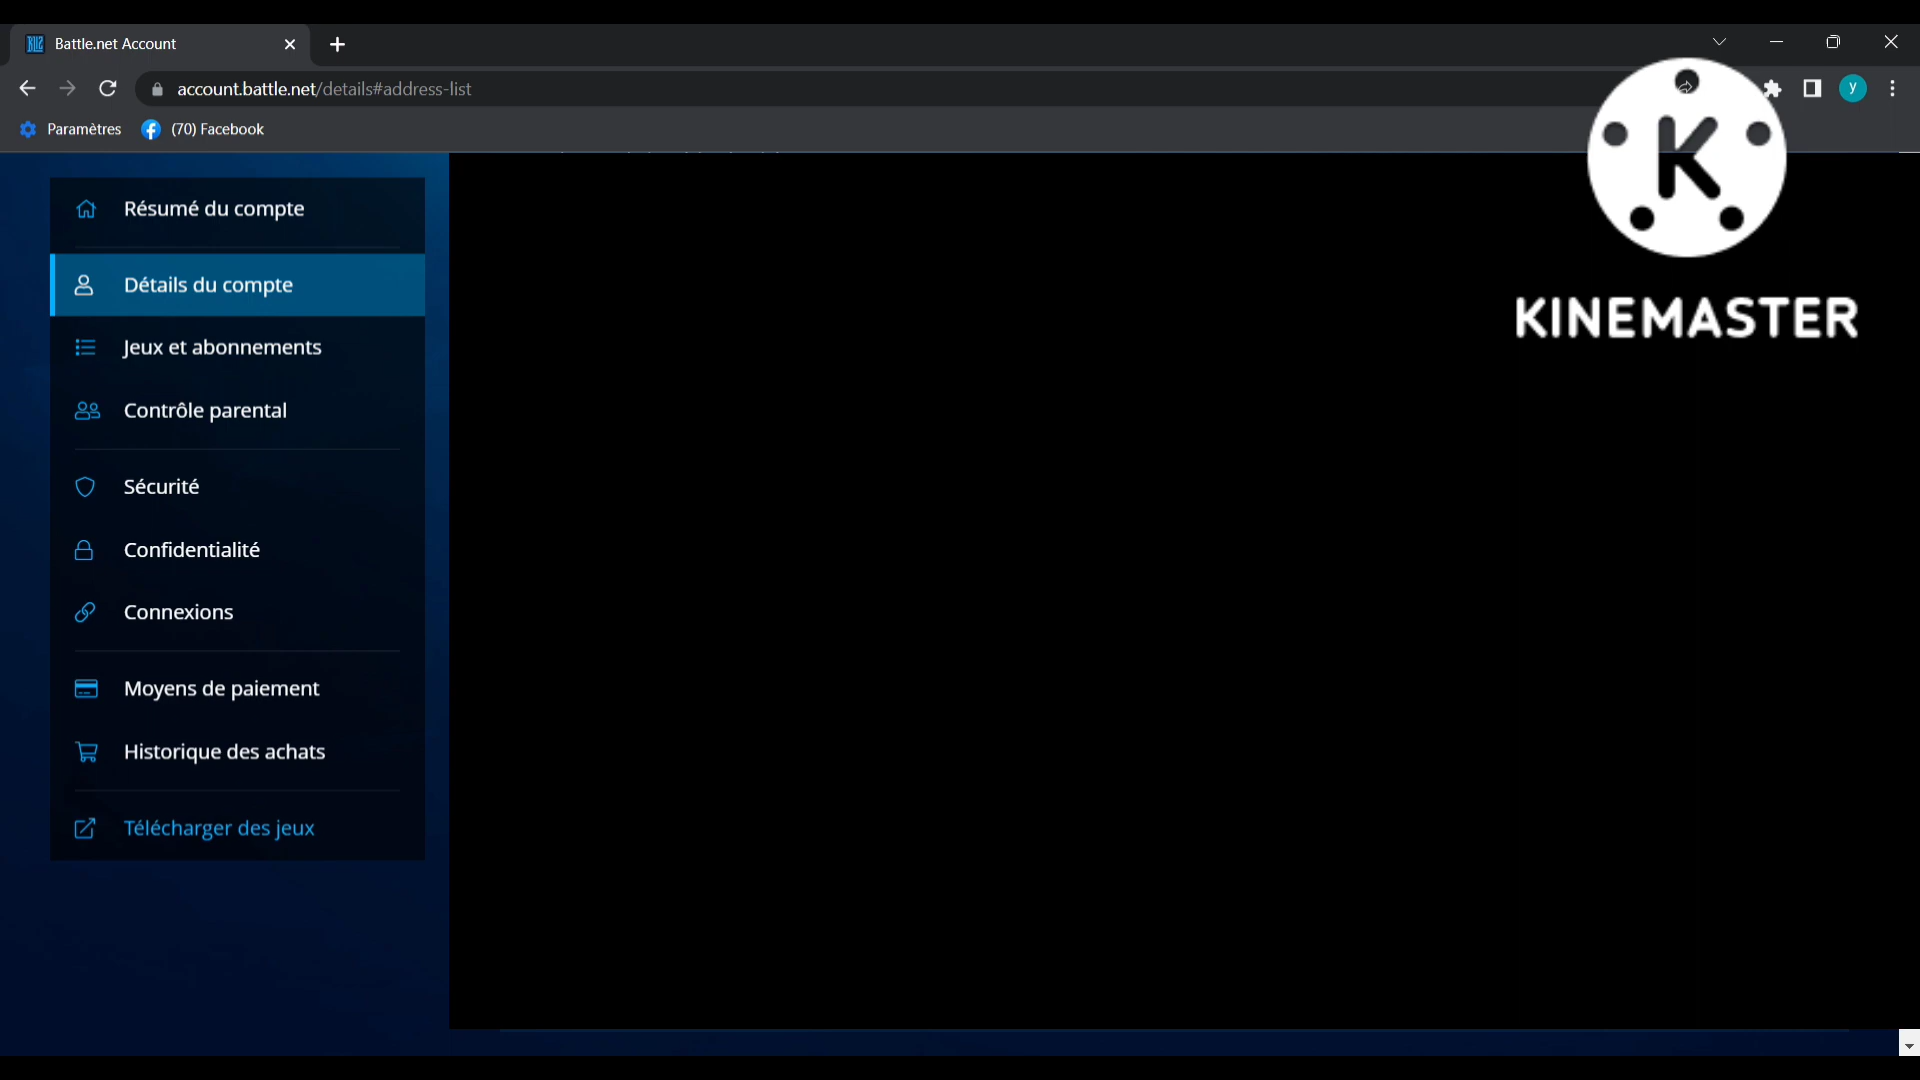 Battle.net Account
account.battle.net/details#address-list
y
Paramètres
(70) Facebook
Résumé du compte
Détails du compte
Jeux et abonnements
Contrôle parental
Sécurité
Confidentialité
Connexions
Moyens de paiement
Historique des achats
Télécharger des jeux
K
KINEMASTER